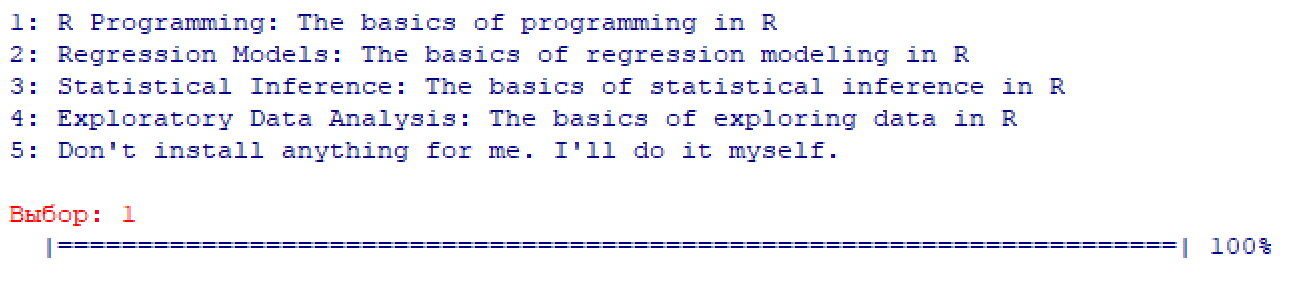 1: R Programming: The basics of programming in R
2: Regression Models: The basics of regression modeling in R
3: Statistical Inference: The basics of statistical inference in R
4: Exploratory Data Analysis: The basics of exploring data in R
5: Don't install anything for me. I'll do it myself.
Выбор: 1
|======================================================================| 100%